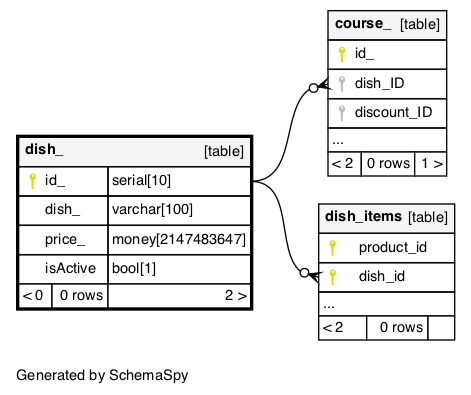 course_ [table]
id_
dish_ID
discount_ID
...
< 2 0 rows 1 >
dish_ [table]
id_ serial[10]
dish_ varchar[100]
price_ money[2147483647]
isActive bool[1]
< 0 0 rows 2 >
dish_items [table]
product_id
dish_id
...
< 2 0 rows
Generated by SchemaSpy